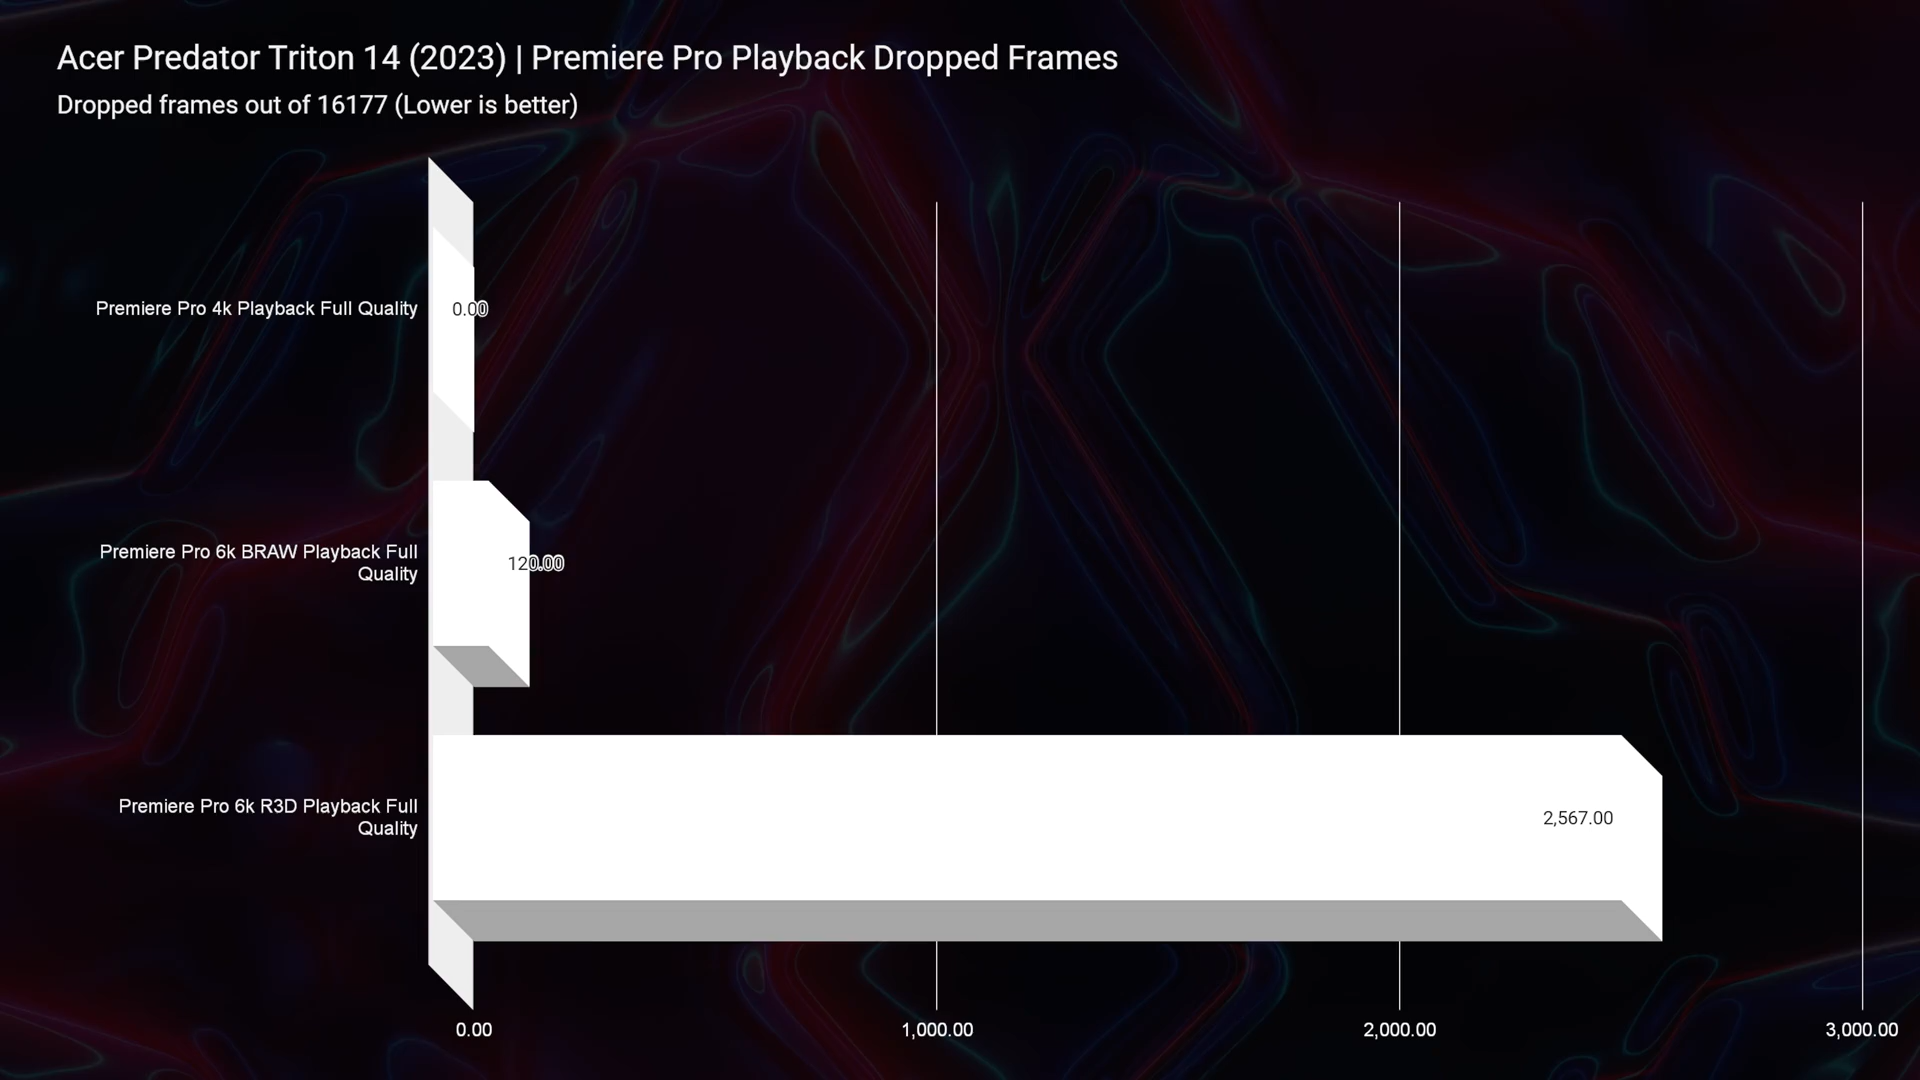 Acer Predator Triton 14 (2023) | Premiere Pro Playback Dropped Frames
Dropped frames out of 16177 (Lower is better)
Premiere Pro 4k Playback Full Quality
0.00
Premiere Pro 6k BRAW Playback Full
Quality
120.00
Premiere Pro 6k R3D Playback Full
Quality
2,567.00
0.00
1,000.00
2,000.00
3,000.00